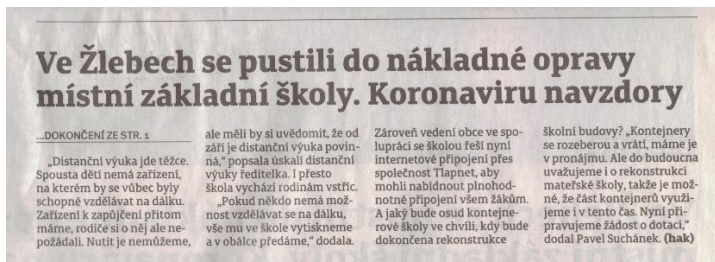 Ve Žlebech se pustili do nákladné opravy
místní základní školy. Koronaviru navzdory
...DOKONČENÍ ZE STR. 1
„Distanční výuka jde těžce.
Spousta dětí nemá zařízení,
na kterém by se vůbec byly
schopné vzdělávat na dálku.
Zařízení k zapůjčení přitom
máme, rodiče si o něj ale ne-
požádali. Nutit je nemůžeme,
ale měli by si uvědomit, že od
září je distanční výuka povin-
ná,“ popsala úskalí distanční
výuky ředitelka. I přesto
škola vychází rodinám vstříc.
„Pokud někdo nemá mož-
nost vzdělávat se na dálku,
vše mu ve škole vytiskneme
a v obálce předáme,“ dodala.
Zároveň vedení obce ve spo-
lupráci se školou řeší nyní
internetové připojení přes
společnost Tlapnet, aby
mohli nabídnout plnohod-
notné připojení všem žákům.
A jaký bude osud kontejner-
ové školy ve chvíli, kdy bude
dokončena rekonstrukce
školní budovy? „Kontejnery
se rozeberou a vrátí, máme je
v pronájmu. Ale do budoucna
uvažujeme i o rekonstrukci
mateřské školy, takže je mož-
né, že část kontejnerů využi-
jeme i v tento čas. Nyní při-
pravujeme žádost o dotaci,“
dodal Pavel Suchánek. (hak)